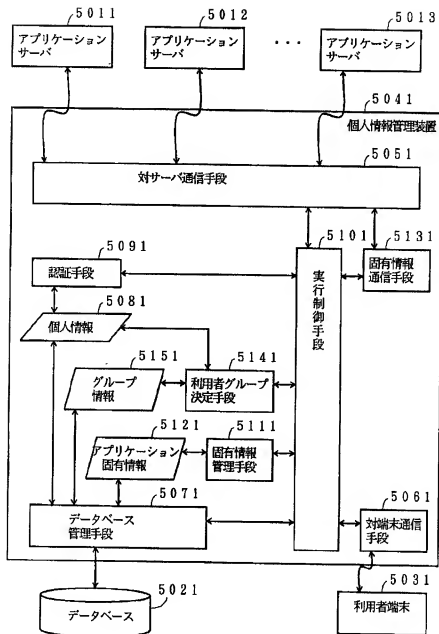 5011
5012
5013
アプリケーション
サーバ
アプリケーション
サーバ
・・・
アプリケーション
サーバ
5041
個人情報管理装置
5051
対サーバ通信手段
5091
5101
5131
認証手段
固有情報
通信手段
5081
個人情報
実行制御手段
5151
5141
グループ
情報
利用者グループ
決定手段
5121
5111
アプリケーション
固有情報
固有情報
管理手段
5071
5061
データベース
管理手段
対端末通信
手段
5021
5031
データベース
利用者端末